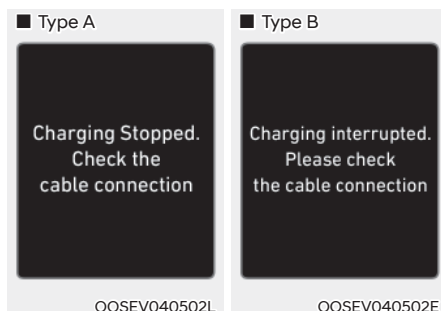 ■ Type A
Charging Stopped.
Check the
cable connection
OOSEV040502L
■ Type B
Charging interrupted.
Please check
the cable connection
OOSEV040502E